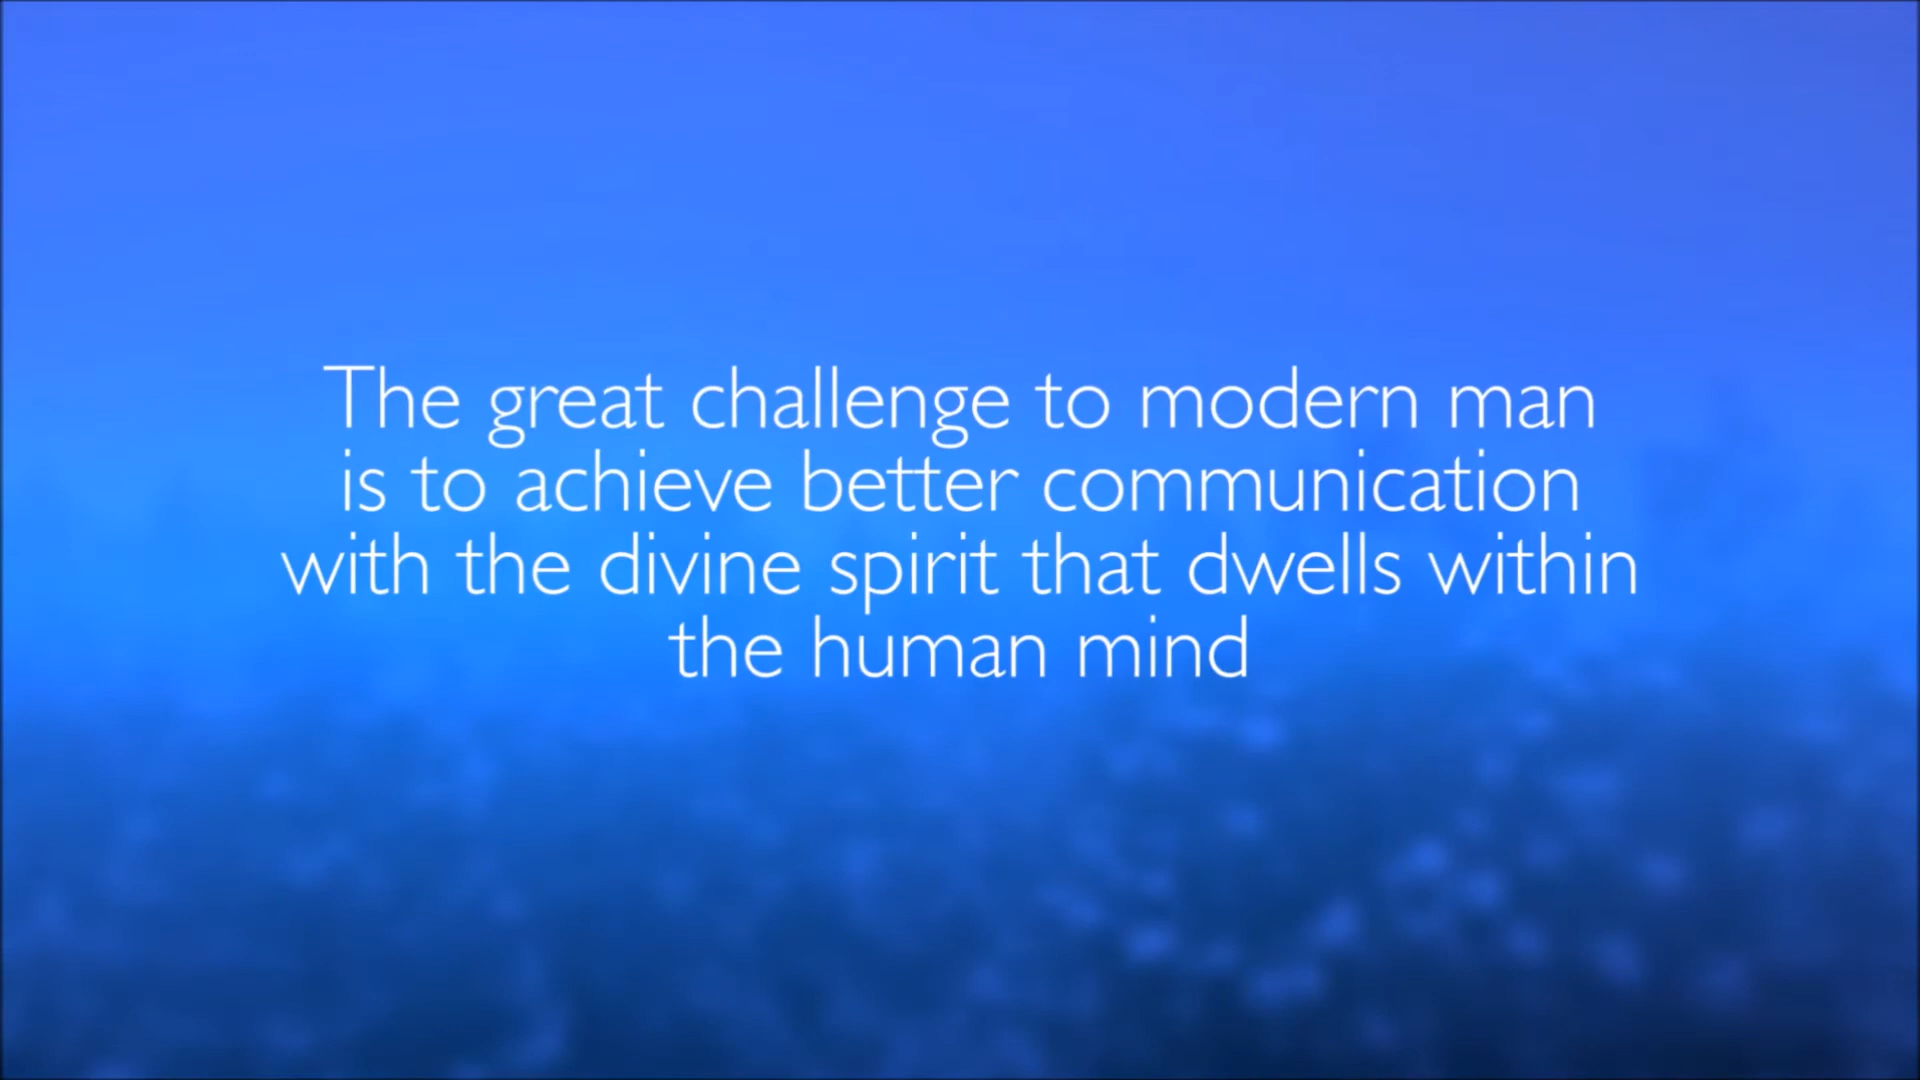 The great challenge to modern man
is to achieve better communication
with the divine spirit that dwells within
the human mind